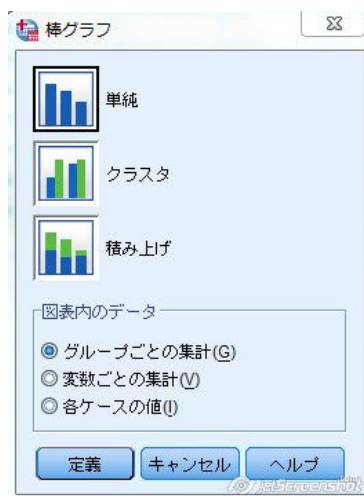 棒グラフ
単純
クラスタ
積み上げ
図表内のデータ
グループごとの集計(G)
変数ごとの集計(V)
各ケースの値(I)
定義 キャンセル ヘルプ